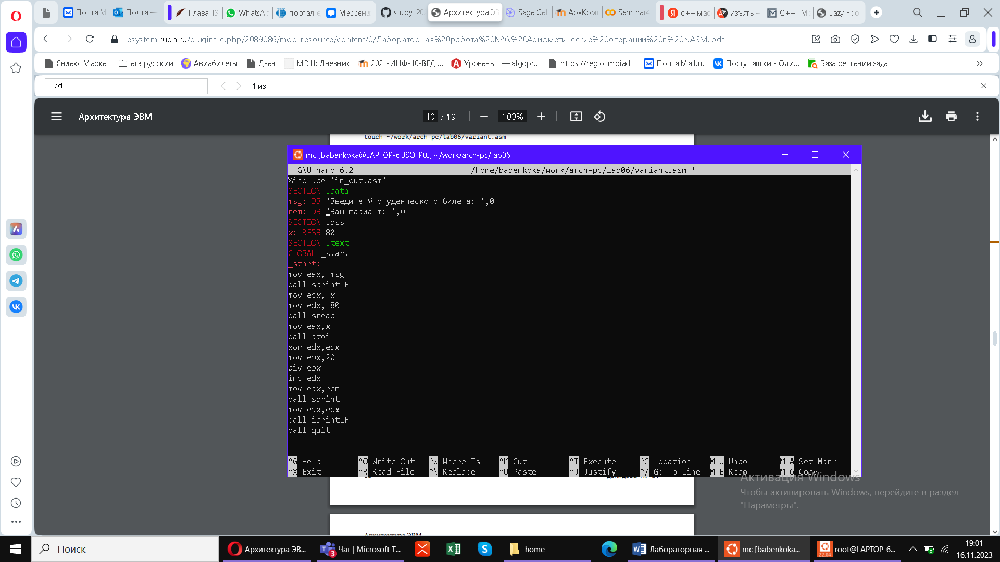 Почта М
Почта —
Глава 13
WhatsAp
портал е
Мессенд
study_20
Архитектура ЭВ
Sage Cel
АрхКом
Seminar4
с++ мас
изъять –
C++ | M
Lazy Foo
esystem.rudn.ru/pluginfile.php/2089086/mod_resource/content/0/Лабораторная%20работа%20№6.%20Арифметические%20операции%20в%20NASM..pdf
Яндекс Маркет
егэ русский
Авиабилеты
Дзен
МЭШ: Дневник
2021-ИНФ-10-ВГД:...
Уровень 1 — algopr...
https://reg.olimpiad...
Почта Mail.ru
Поступашки - Оли...
База решений зада...
cd
1 из 1
Архитектура ЭВМ
10 / 19
100%
touch ~/work/arch-pc/lab06/variant.asm
mc [babenkoka@LAPTOP-6USQFP0J]:~/work/arch-pc/lab06
GNU nano 6.2 /home/babenkoka/work/arch-pc/lab06/variant.asm *
%include 'in_out.asm'
SECTION .data
msg: DB 'Введите № студенческого билета: ',0
rem: DB 'Ваш вариант: ',0
SECTION .bss
x: RESB 80
SECTION .text
GLOBAL _start
_start:
mov eax, msg
call sprintLF
mov ecx, x
mov edx, 80
call sread
mov eax,x
call atoi
xor edx,edx
mov ebx,20
div ebx
inc edx
mov eax,rem
call sprint
mov eax,edx
call iprintLF
call quit
^G Help ^O Write Out ^W Where Is ^K Cut ^T Execute ^C Location M-U Undo M-A Set Mark
^X Exit ^R Read File ^\ Replace ^U Paste ^J Justify ^/ Go To Line M-E Redo M-6 Copy
Активация Windows
Чтобы активировать Windows, перейдите в раздел
"Параметры".
Архитектура ЭВМ
Поиск
Архитектура ЭВ...
3
Чат | Microsoft T...
home
Лабораторная ...
mc [babenkoka...
22.04
root@LAPTOP-6...
19:01
16.11.2023